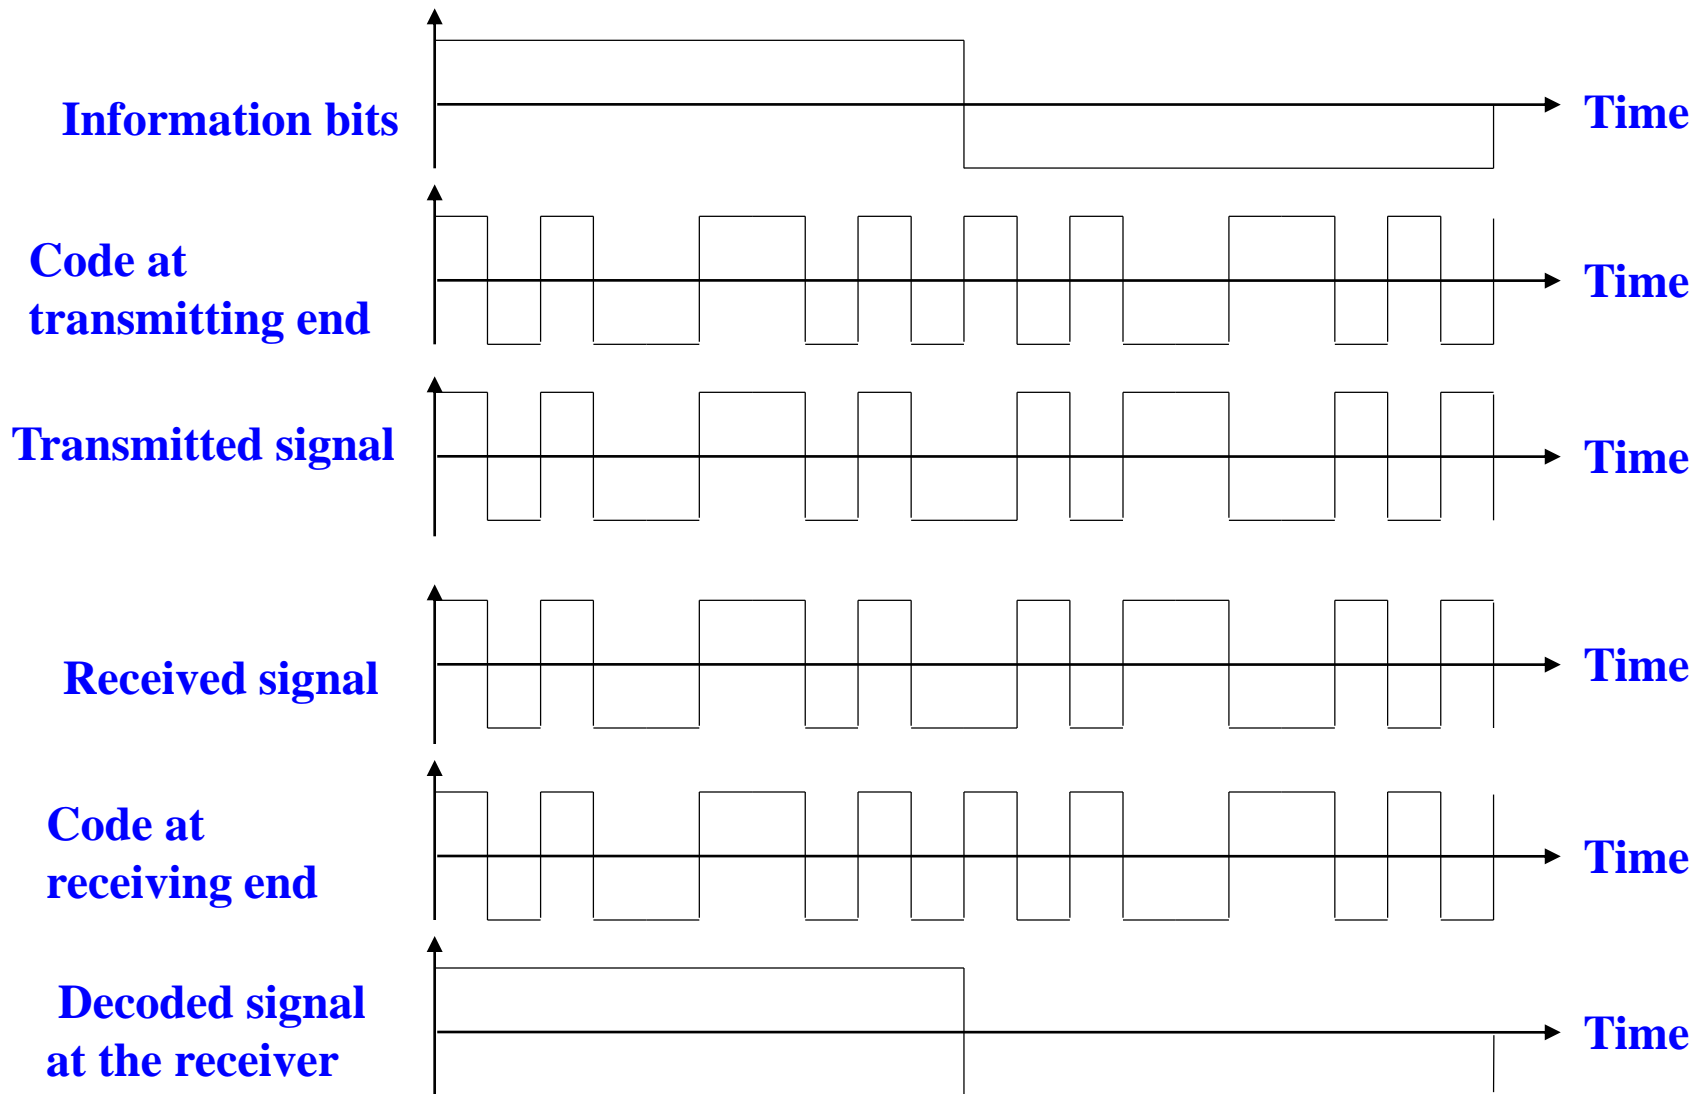 Information bits
Time
Code at
transmitting end
Time
Transmitted signal
Time
Received signal
Time
Code at
receiving end
Time
Decoded signal
at the receiver
Time